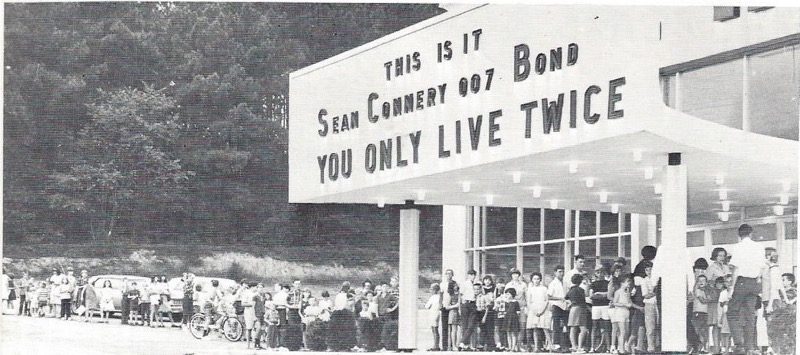 THIS IS IT
SEAN CONNERY 007 BOND
YOU ONLY LIVE TWICE